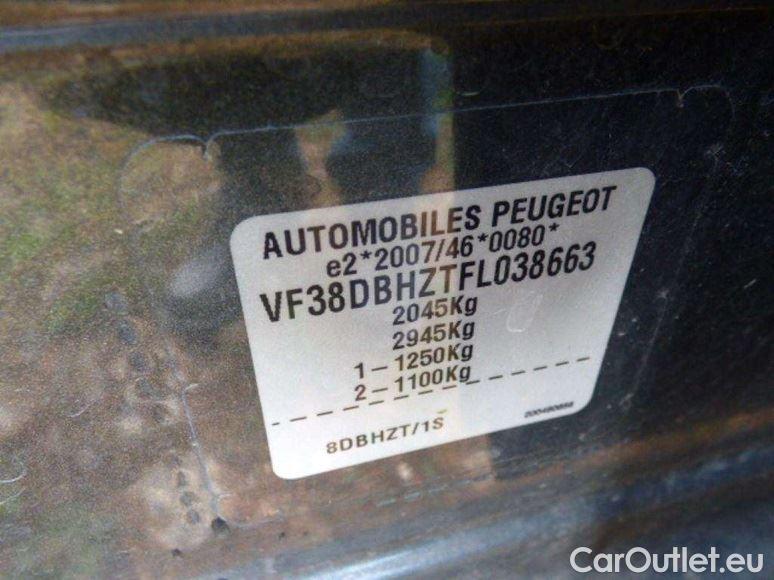 AUTOMOBILES PEUGEOT
e2*2007/46*0080*
VF38DBHZTFL038663
2045Kg
2945Kg
1-1250Kg
2-1100Kg
8DBHZT/1S
CarOutlet.eu